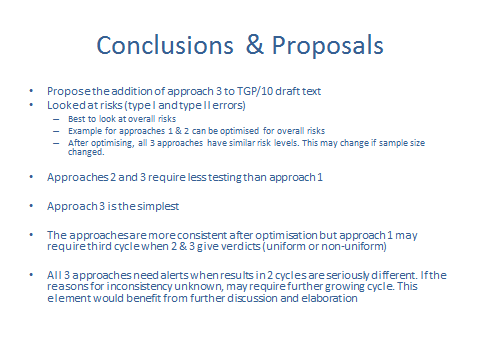 Conclusions & Proposals
• Propose the addition of approach 3 to TGP/10 draft text
• Looked at risks (type I and type II errors)
– Best to look at overall risks
– Example for approaches 1 & 2 can be optimised for overall risks
– After optimising, all 3 approaches have similar risk levels. This may change if sample size
changed.
• Approaches 2 and 3 require less testing than approach 1
• Approach 3 is the simplest
• The approaches are more consistent after optimisation but approach 1 may
require third cycle when 2 & 3 give verdicts (uniform or non-uniform)
• All 3 approaches need alerts when results in 2 cycles are seriously different. If the
reasons for inconsistency unknown, may require further growing cycle. This
element would benefit from further discussion and elaboration